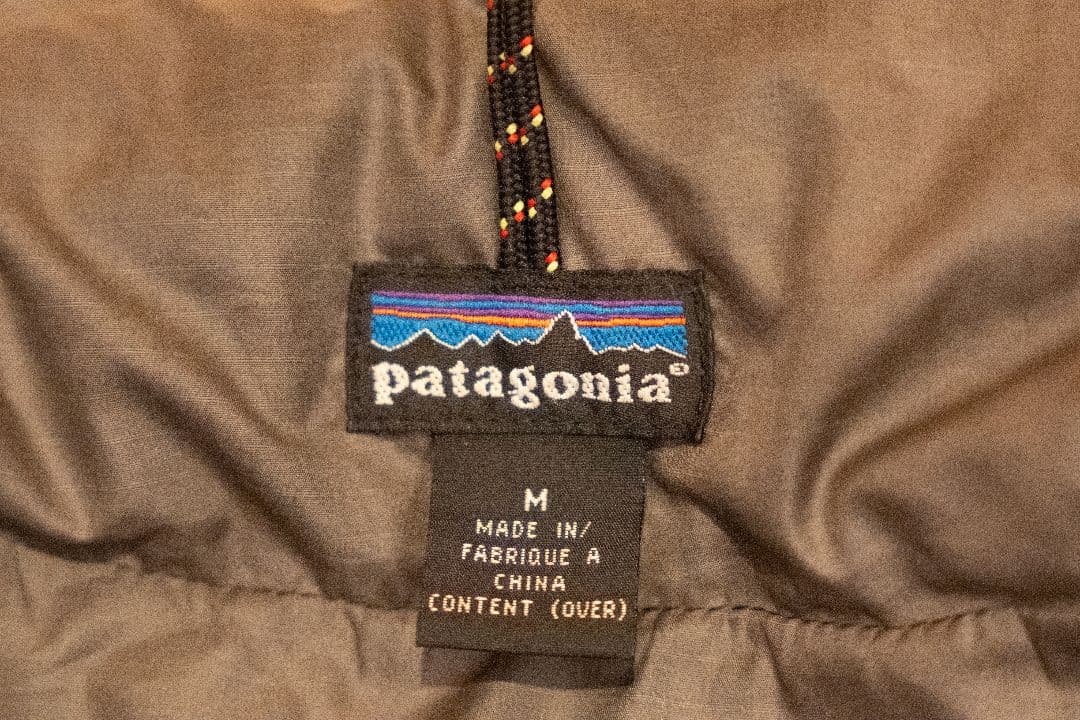 patagonia®
M
MADE IN/
FABRIQUE A
CHINA
CONTENT (OVER)